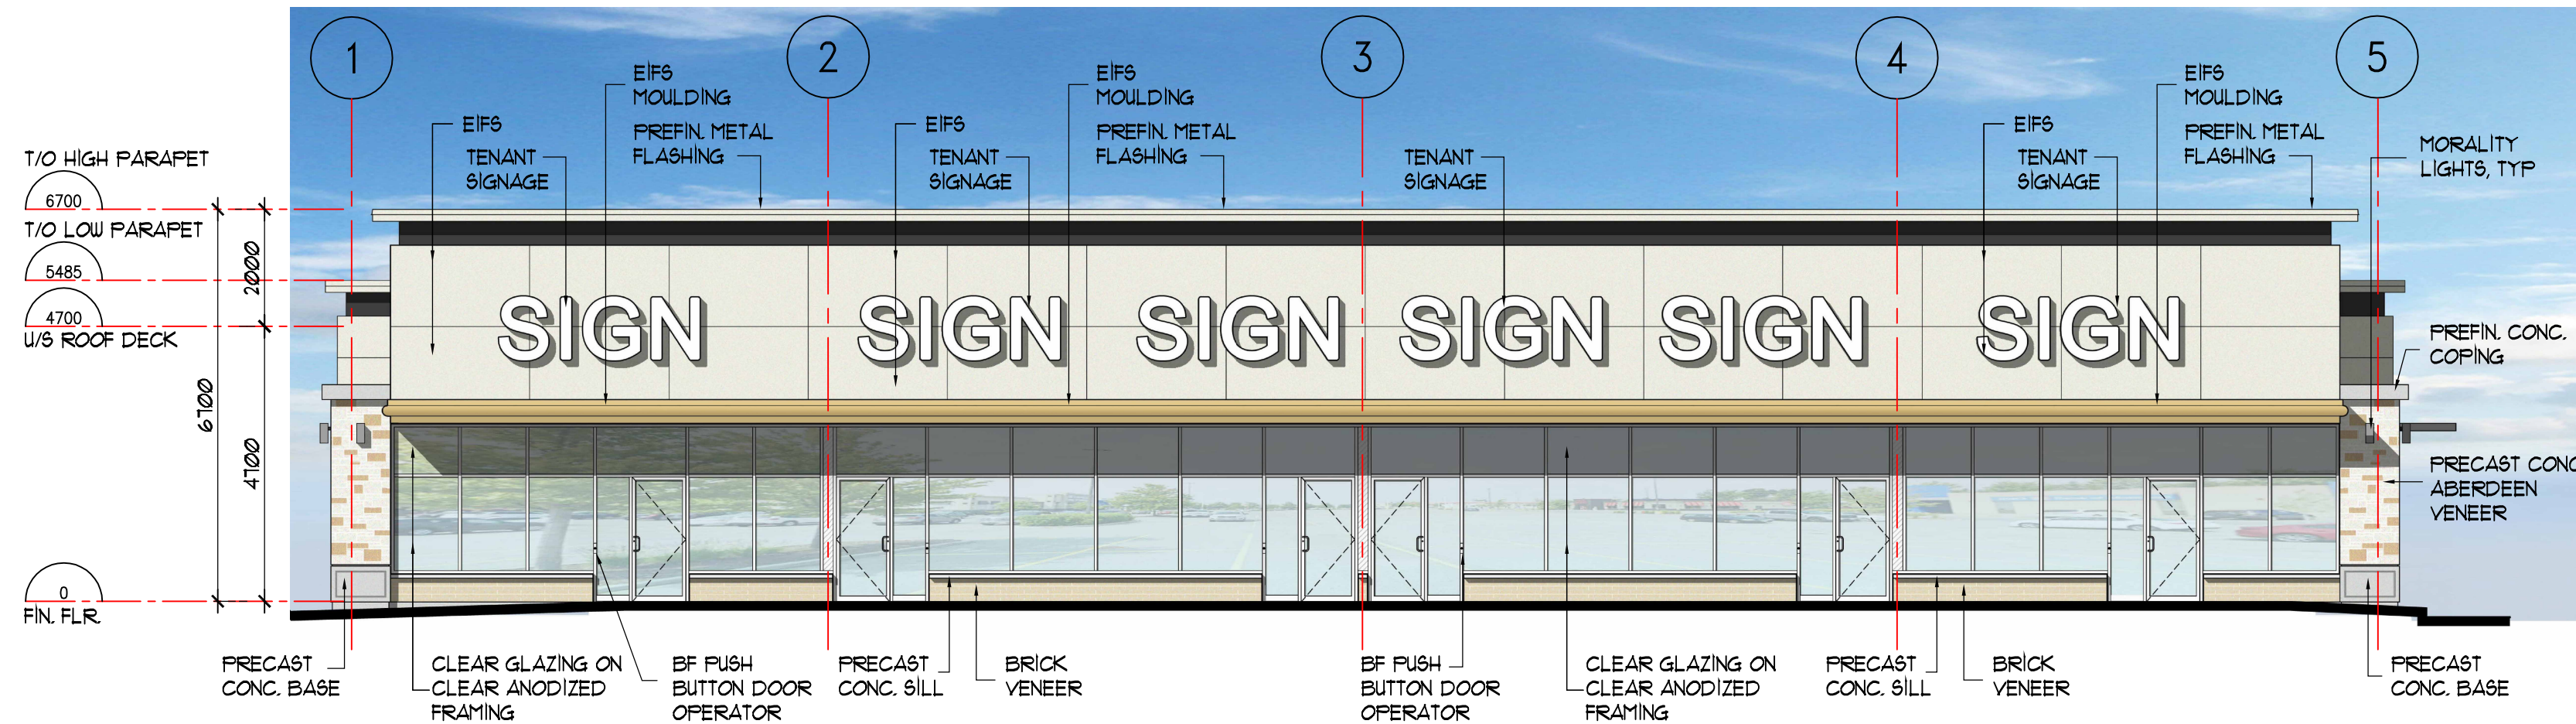 1
2
3
4
5
EIFS
MOULDING
PREFIN. METAL
FLASHING
EIFS
TENANT
SIGNAGE
EIFS
MOULDING
PREFIN. METAL
FLASHING
EIFS
TENANT
SIGNAGE
TENANT
SIGNAGE
EIFS
MOULDING
PREFIN. METAL
FLASHING
EIFS
TENANT
SIGNAGE
MORALITY
LIGHTS, TYP
T/O HIGH PARAPET
6700
T/O LOW PARAPET
5485
4700
U/S ROOF DECK
2000
6700
4700
0
FIN. FLR.
SIGN
SIGN
SIGN
SIGN
SIGN
SIGN
PREFIN. CONC.
COPING
PRECAST CONC
ABERDEEN
VENEER
PRECAST
CONC. BASE
CLEAR GLAZING ON
CLEAR ANODIZED
FRAMING
BF PUSH
BUTTON DOOR
OPERATOR
PRECAST
CONC. SILL
BRICK
VENEER
BF PUSH
BUTTON DOOR
OPERATOR
CLEAR GLAZING ON
CLEAR ANODIZED
FRAMING
PRECAST
CONC. SILL
BRICK
VENEER
PRECAST
CONC. BASE